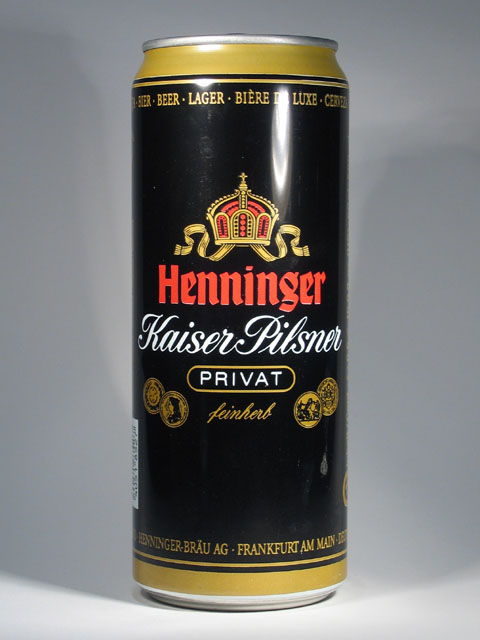 BIER · BEER · LAGER · BIÈRE DE LUXE ·
Henninger
Kaiser Pilsner
PRIVAT
feinherb
HENNINGER-BRÄU AG · FRANKFURT AM MAIN ·